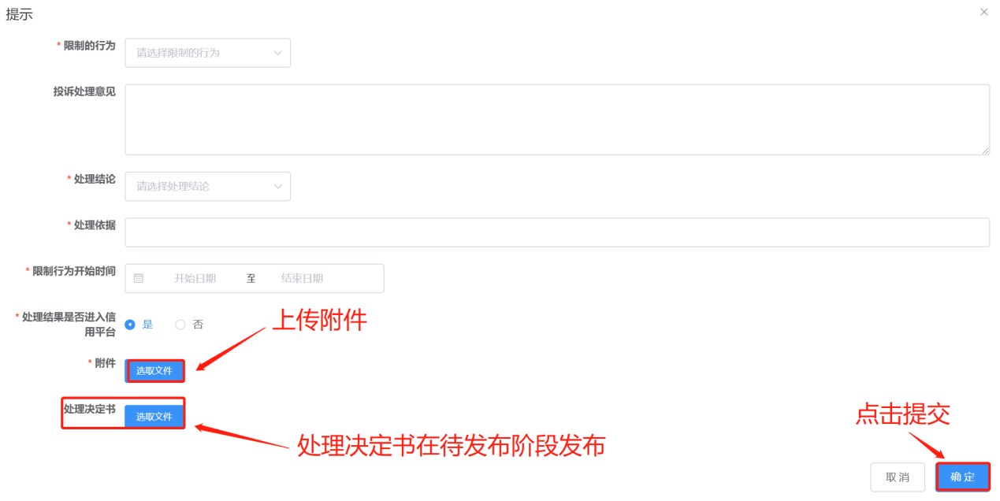 提示
* 限制的行为 请选择限制的行为
投诉处理意见
* 处理结论 请选择处理结论
* 处理依据
* 限制行为开始时间 开始日期 至 结束日期
* 处理结果是否进入信
用平台
是 否
上传附件
* 附件 选取文件
处理决定书 选取文件
处理决定书在待发布阶段发布
点击提交
取消 确定